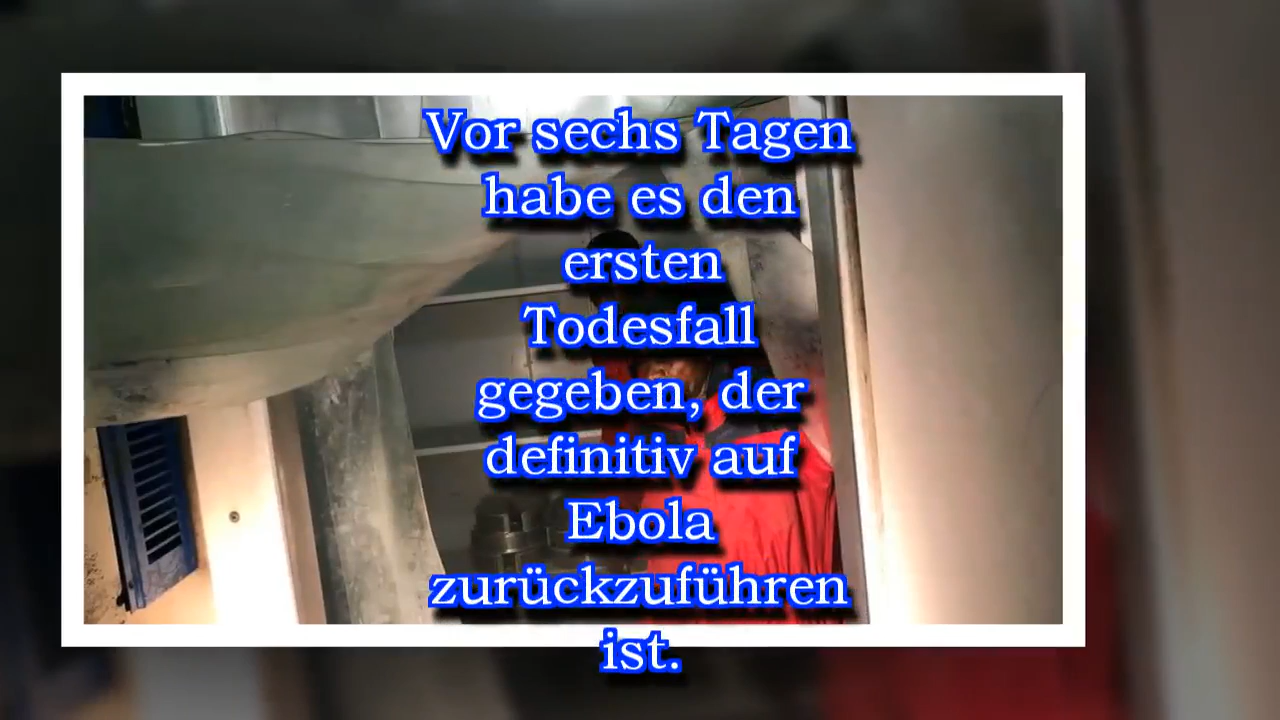 Vor sechs Tagen
habe es den
ersten
Todesfall
gegeben, der
definitiv auf
Ebola
zurückzuführen
ist.